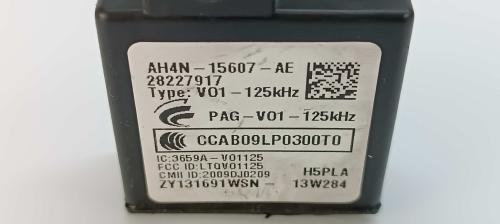 AH4N-15607-AE
28227917
Type: V01-125kHz
PAG-V01-125kHz
CCAB09LP0300T0
IC:3659A-V01125
FCC ID:LTQV01125
CMII ID:2009DJ0209 H5PLA
ZY131691WSN- 13W284